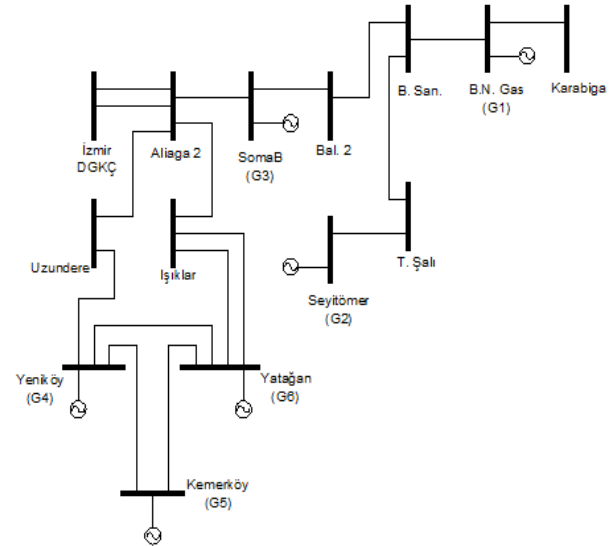 B. San.
B.N. Gas
(G1)
Karabiga
İzmir
DGKÇ
Aliaga 2
SomaB
(G3)
Bal. 2
Uzundere
Işıklar
T. Şalı
Seyitömer
(G2)
Yeniköy
(G4)
Yatağan
(G6)
Kemerköy
(G5)